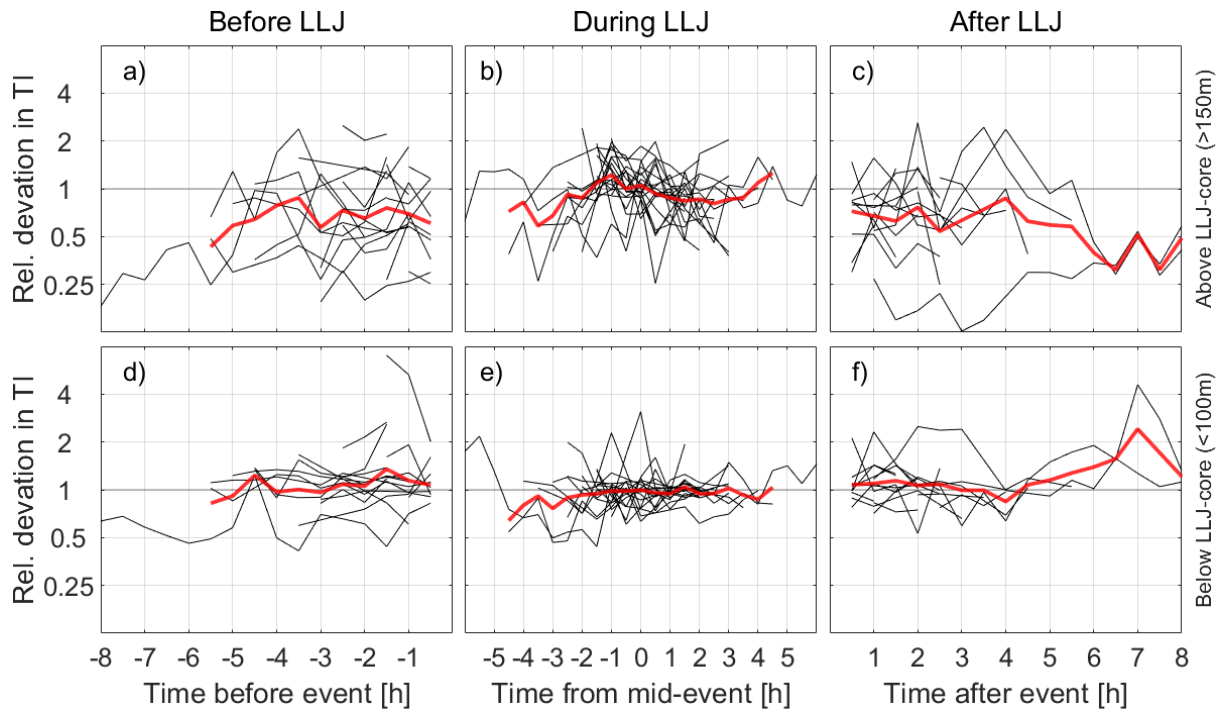 Before LLJ
During LLJ
After LLJ
a)
b)
c)
Rel. devation in TI
4
2
1
0.5
0.25
Above LLJ-core (>150m)
d)
e)
f)
Rel. devation in TI
4
2
1
0.5
0.25
Below LLJ-core (<100m)
-8 -7 -6 -5 -4 -3 -2 -1
-5 -4 -3 -2 -1 0 1 2 3 4 5
1 2 3 4 5 6 7 8
Time before event [h]
Time from mid-event [h]
Time after event [h]